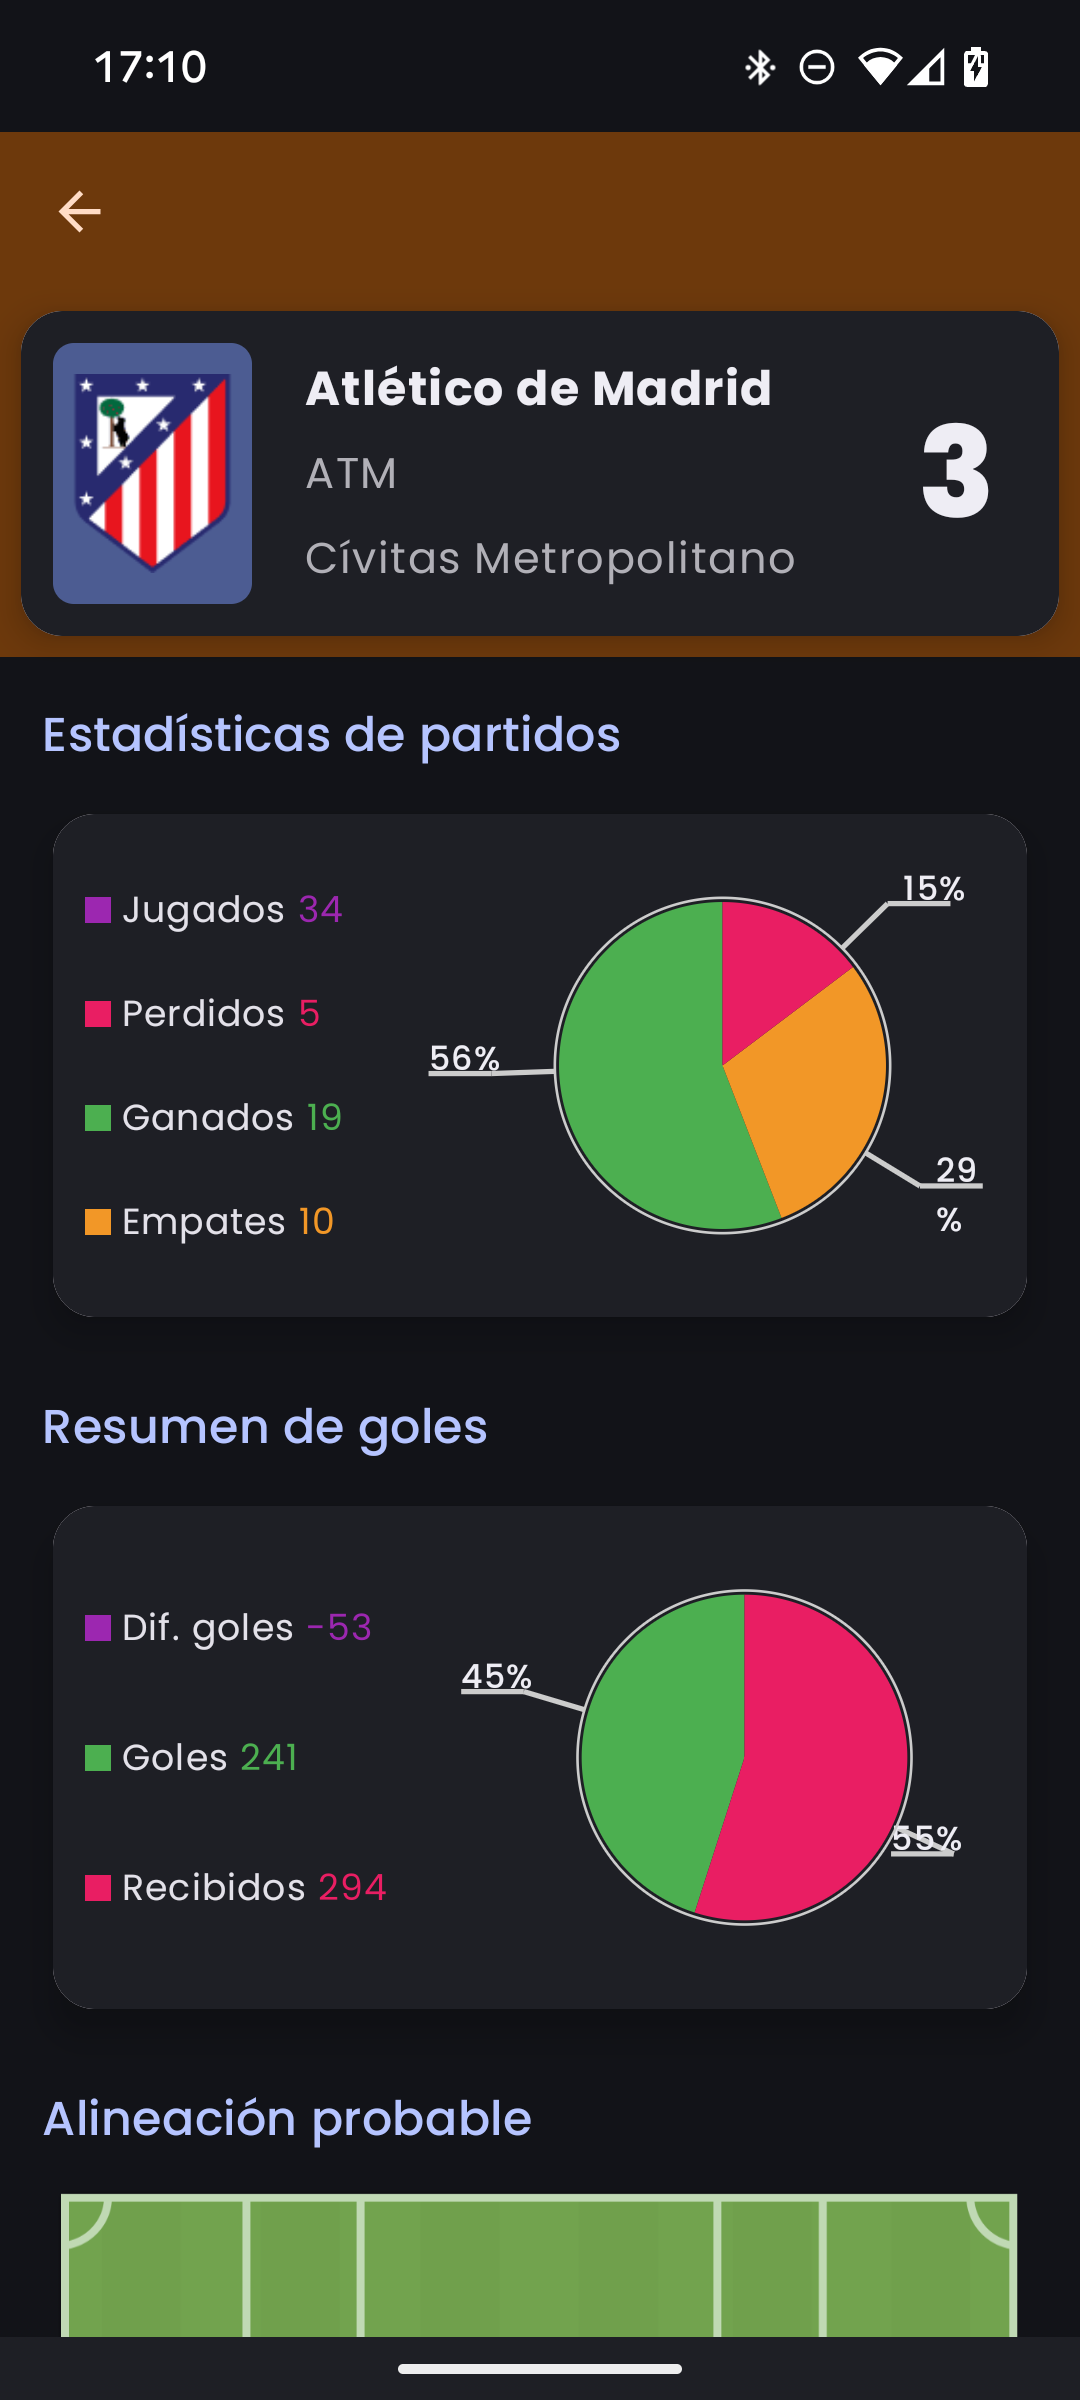 17:10
Atlético de Madrid
ATM
Cívitas Metropolitano
3
Estadísticas de partidos
Jugados 34
Perdidos 5
Ganados 19
Empates 10
15%
56%
29
%
Resumen de goles
Dif. goles -53
Goles 241
Recibidos 294
45%
55%
Alineación probable